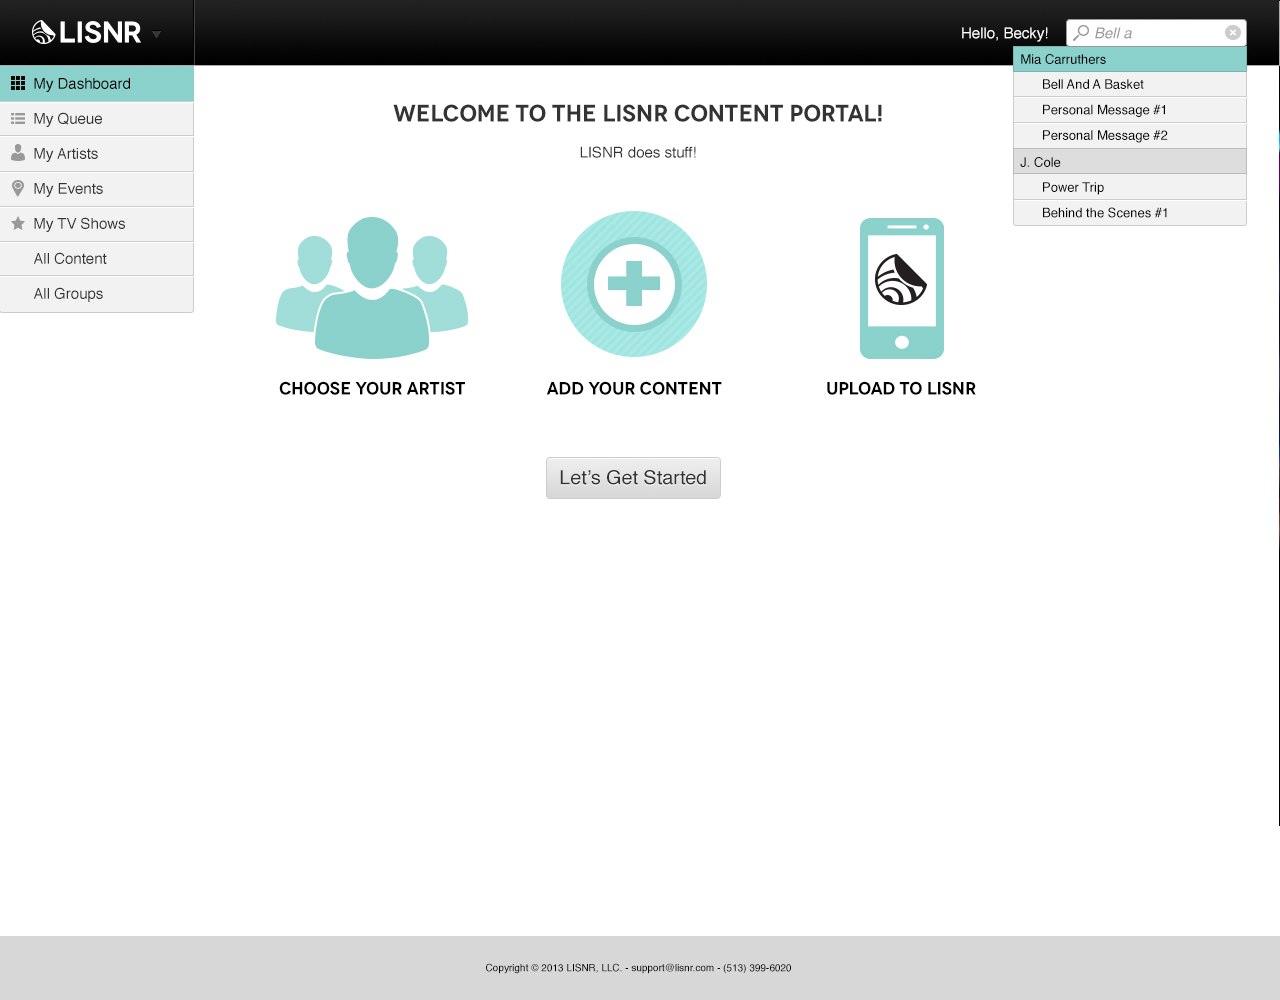 LISNR
Hello, Becky!
Bell a
Mia Carruthers
Bell And A Basket
Personal Message #1
Personal Message #2
J. Cole
Power Trip
Behind the Scenes #1
My Dashboard
My Queue
My Artists
My Events
My TV Shows
All Content
All Groups
WELCOME TO THE LISNR CONTENT PORTAL!
LISNR does stuff!
CHOOSE YOUR ARTIST
ADD YOUR CONTENT
UPLOAD TO LISNR
Let’s Get Started
Copyright © 2013 LISNR, LLC. - support@lisnr.com - (513) 399-6020